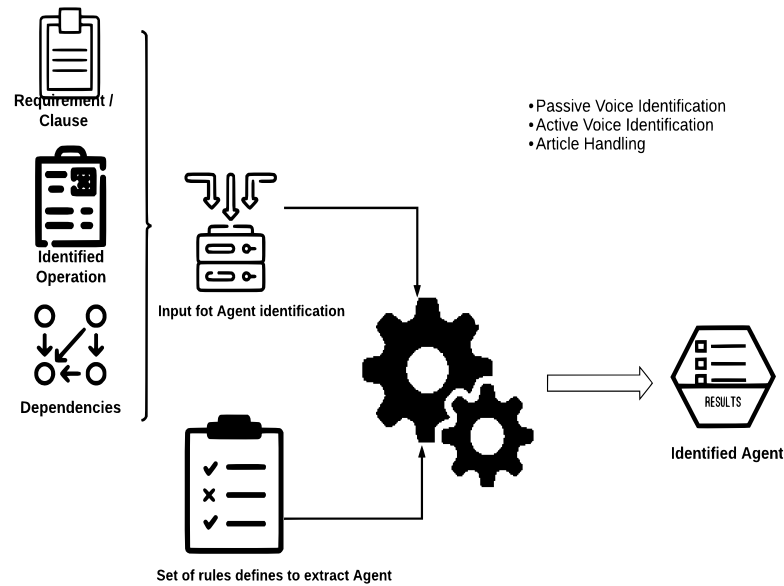 Requirement /
Clause
Identified
Operation
Dependencies
Input fot Agent identification
Set of rules defines to extract Agent
•Passive Voice Identification
•Active Voice Identification
•Article Handling
RESULTS
Identified Agent